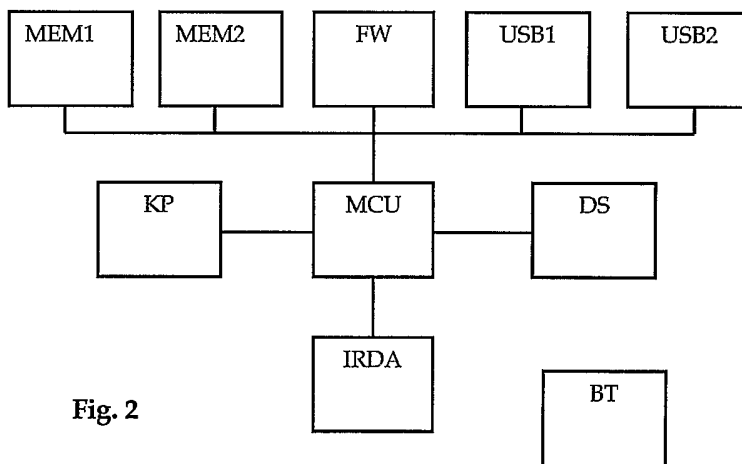 MEM1 MEM2 FW USB1 USB2
KP MCU DS
IRDA
BT
Fig. 2